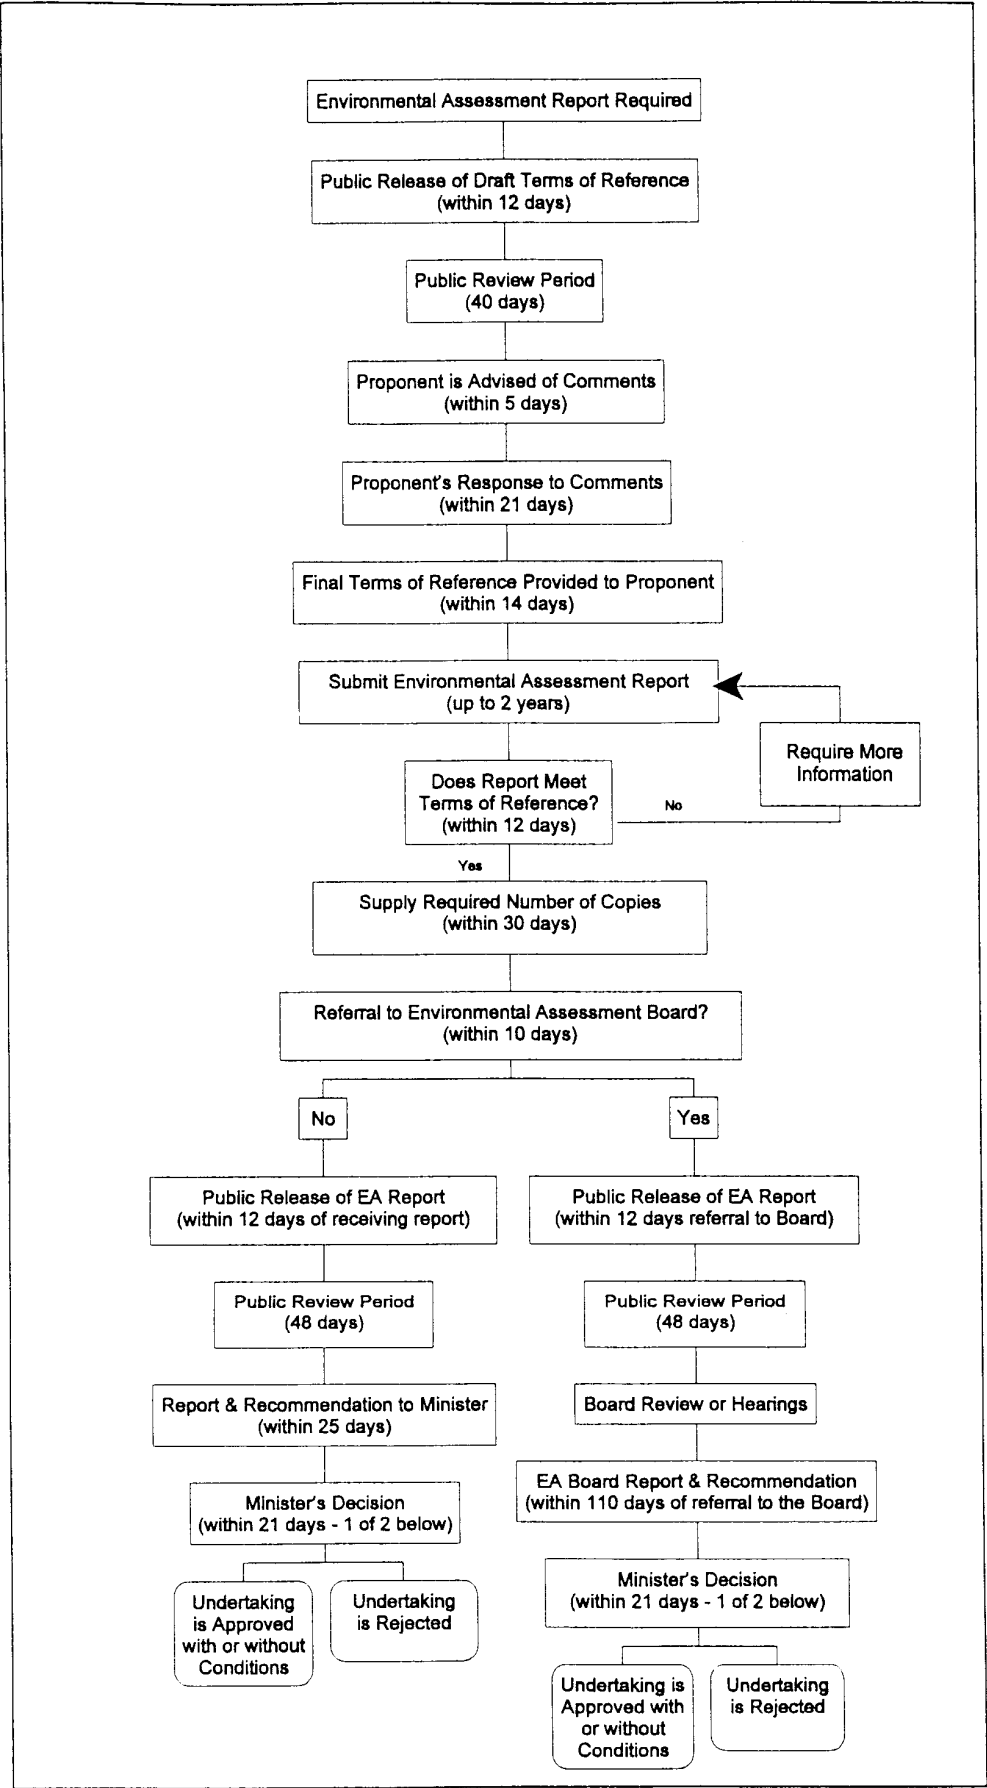 Environmental Assessment Report Required
Public Release of Draft Terms of Reference
(within 12 days)
Public Review Period
(40 days)
Proponent is Advised of Comments
(within 5 days)
Proponent's Response to Comments
(within 21 days)
Final Terms of Reference Provided to Proponent
(within 14 days)
Submit Environmental Assessment Report
(up to 2 years)
Require More
Information
Does Report Meet
Terms of Reference?
(within 12 days)
No
Yes
Supply Required Number of Copies
(within 30 days)
Referral to Environmental Assessment Board?
(within 10 days)
No
Yes
Public Release of EA Report
(within 12 days of receiving report)
Public Review Period
(48 days)
Report & Recommendation to Minister
(within 25 days)
Minister's Decision
(within 21 days - 1 of 2 below)
Undertaking
is Approved
with or without
Conditions
Undertaking
is Rejected
Public Release of EA Report
(within 12 days referral to Board)
Public Review Period
(48 days)
Board Review or Hearings
EA Board Report & Recommendation
(within 110 days of referral to the Board)
Minister's Decision
(within 21 days - 1 of 2 below)
Undertaking is
Approved with
or without
Conditions
Undertaking
is Rejected